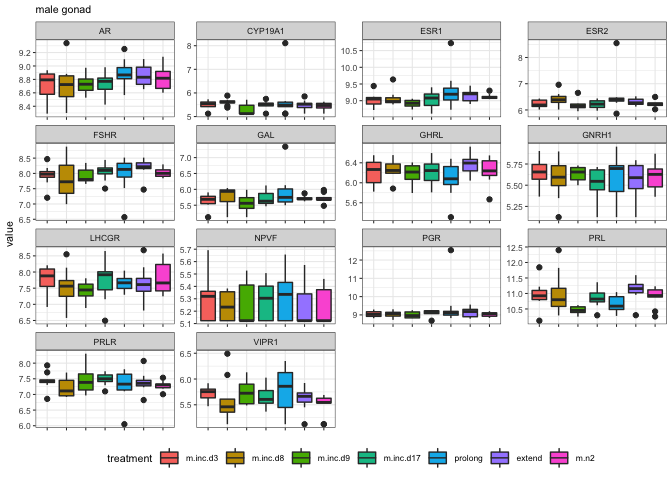 male gonad
AR CYP19A1 ESR1 ESR2
9.2 9.0 8.8 8.6 8.4
8 7 6 5
10.5 10.0 9.5 9.0
8 7 6
FSHR GAL GHRL GNRH1
8.5 8.0 7.5 7.0 6.5
7.0 6.5 6.0 5.5
6.4 6.0 5.6
5.75 5.50 5.25
value
LHCGR NPVF PGR PRL
8.5 8.0 7.5 7.0 6.5
5.7 5.6 5.5 5.4 5.3 5.2 5.1
12 11 10 9
12.5 12.0 11.5 11.0 10.5
PRLR VIPR1
8.0 7.5 7.0 6.5 6.0
6.5 6.0 5.5
treatment m.inc.d3 m.inc.d8 m.inc.d9 m.inc.d17 prolong extend m.n2